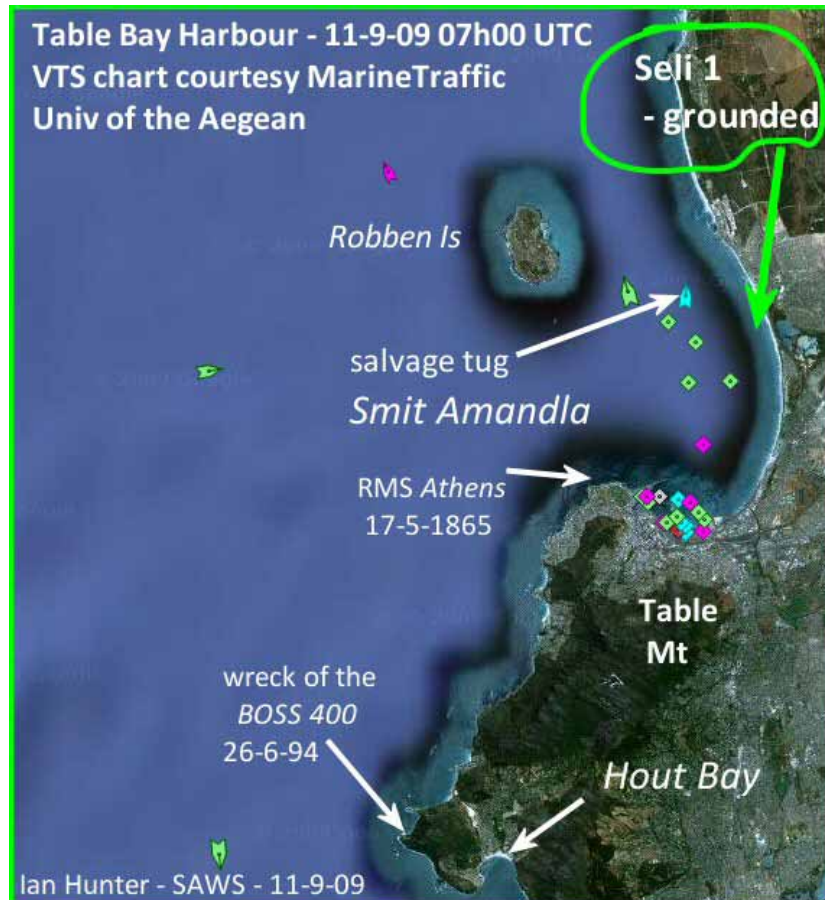 Table Bay Harbour - 11-9-09 07h00 UTC
VTS chart courtesy MarineTraffic
Univ of the Aegean
Seli 1
- grounded
Robben Is
salvage tug
Smit Amandla
RMS Athens
17-5-1865
Table
Mt
wreck of the
BOSS 400
26-6-94
Hout Bay
Ian Hunter - SAWS - 11-9-09